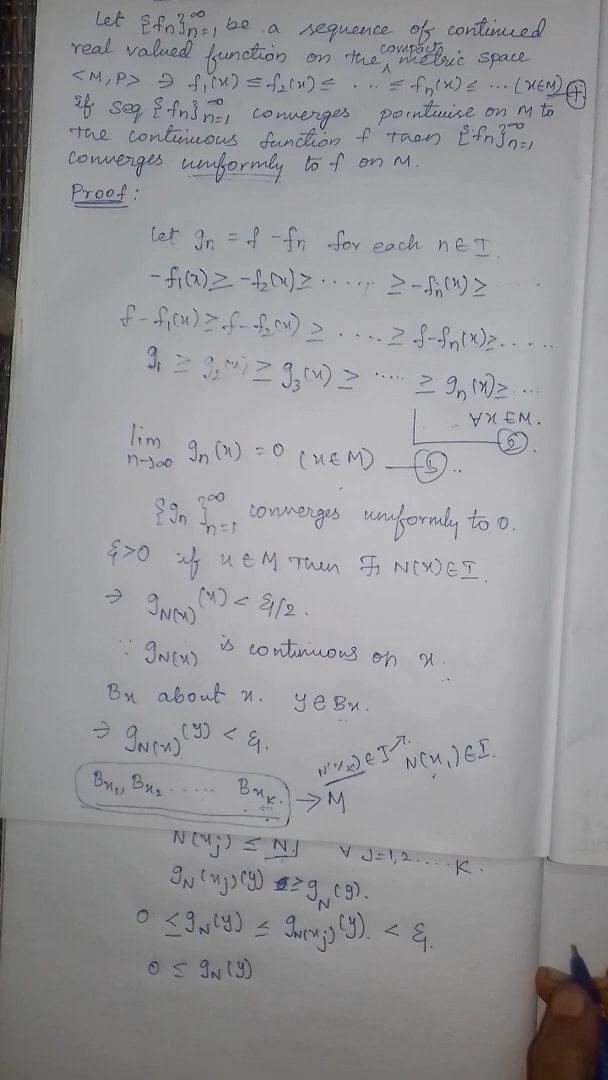 Let {fn}∞n=1 be a sequence of continued
real valued function on the compact metric space
<M, P> ∋ f₁(x) ≤ f₂(x) ≤ ... ≤ fn(x) ≤ ... (x∈M) ①
if seq {fn}∞n=1 converges pointwise on M to
the continuous function f then {fn}∞n=1
converges uniformly to f on M.
Proof:
Let gn = f - fn for each n∈I.
-f₁(x) ≥ -f₂(x) ≥ ...... ≥ -fn(x) ≥ ....
f-f₁(x) ≥ f-f₂(x) ≥ ..... ≥ f-fn(x) ≥ .....
g₁ ≥ g₂(x) ≥ g₃(x) ≥ ..... ≥ gn(x) ≥ ....
∀ x∈M.
②.
lim n→∞ gn(x) = 0 (x∈M) — ③..
{gn}∞n=1 converges uniformly to 0.
ξ>0 if x∈M then ∃ N(x)∈I.
∋ gN(x)(x) < ξ/2.
∵ gN(x) is continuous on x.
Bx about x. y∈Bx.
∋ gN(x)(y) < ξ.
N(x)∈I ↗ N(x₁)∈I.
Bx₁, Bx₂ ..... Bxk. → M
N(xj) ≤ N. ∀ J=1,2.....K.
gN(xj)(y) ≥ gN(y).
0 ≤ gN(y) ≤ gN(xj)(y). < ξ.
0 ≤ gN(y)